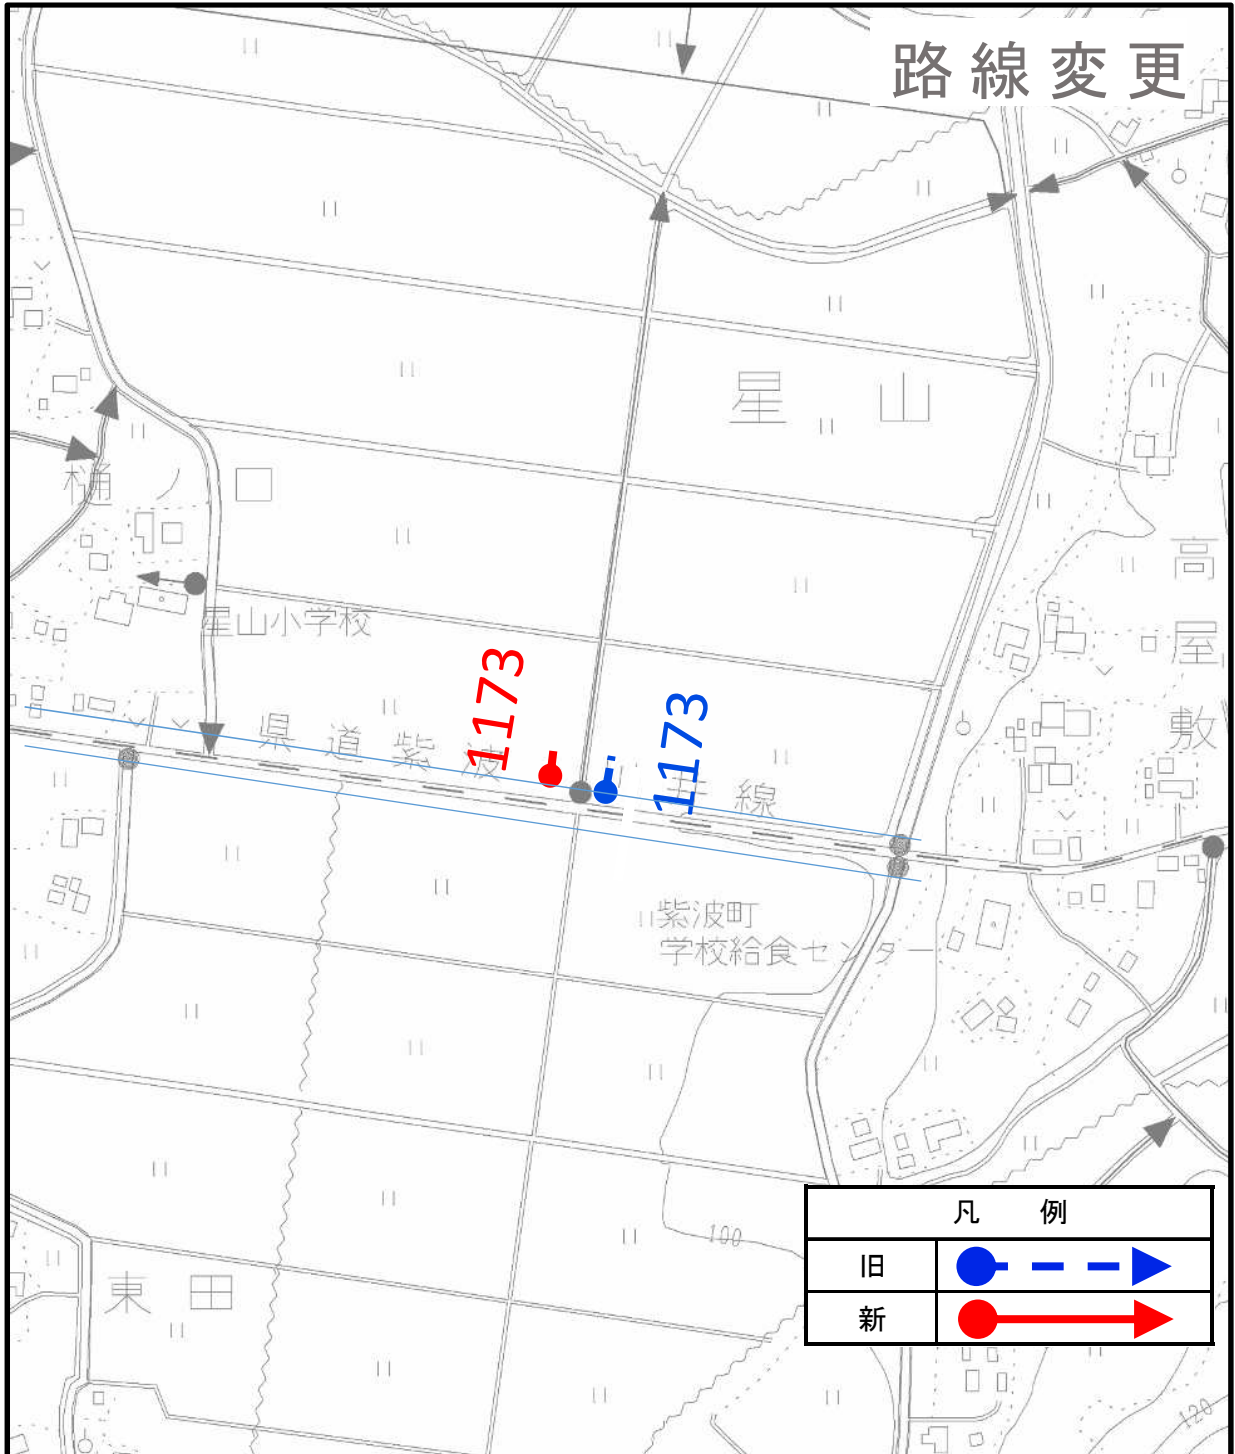 路線変更
星山
樋ノ口
高屋敷
星山小学校
1173
1173
県道紫波
井線
紫波町
学校給食センター
100
東田
120
凡例
旧
新